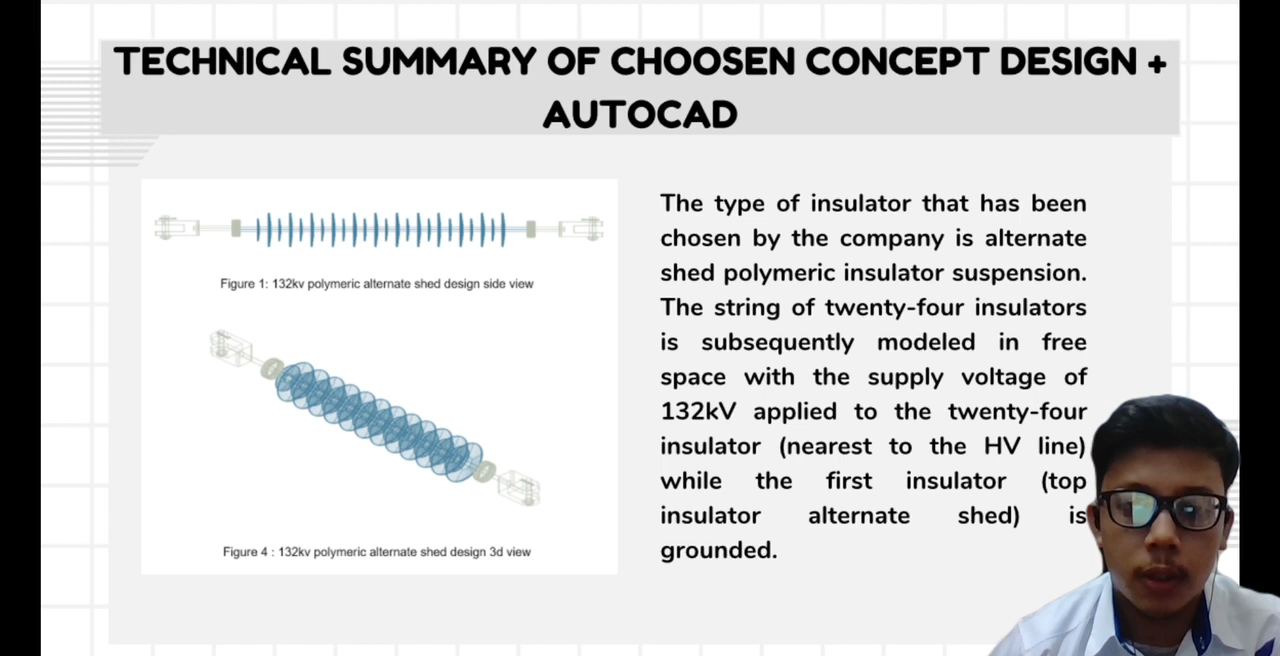 TECHNICAL SUMMARY OF CHOOSEN CONCEPT DESIGN +
AUTOCAD
Figure 1: 132kv polymeric alternate shed design side view
Figure 4 : 132kv polymeric alternate shed design 3d view
The type of insulator that has been
chosen by the company is alternate
shed polymeric insulator suspension.
The string of twenty-four insulators
is subsequently modeled in free
space with the supply voltage of
132kV applied to the twenty-four
insulator (nearest to the HV line)
while the first insulator (top
insulator alternate shed) is
grounded.